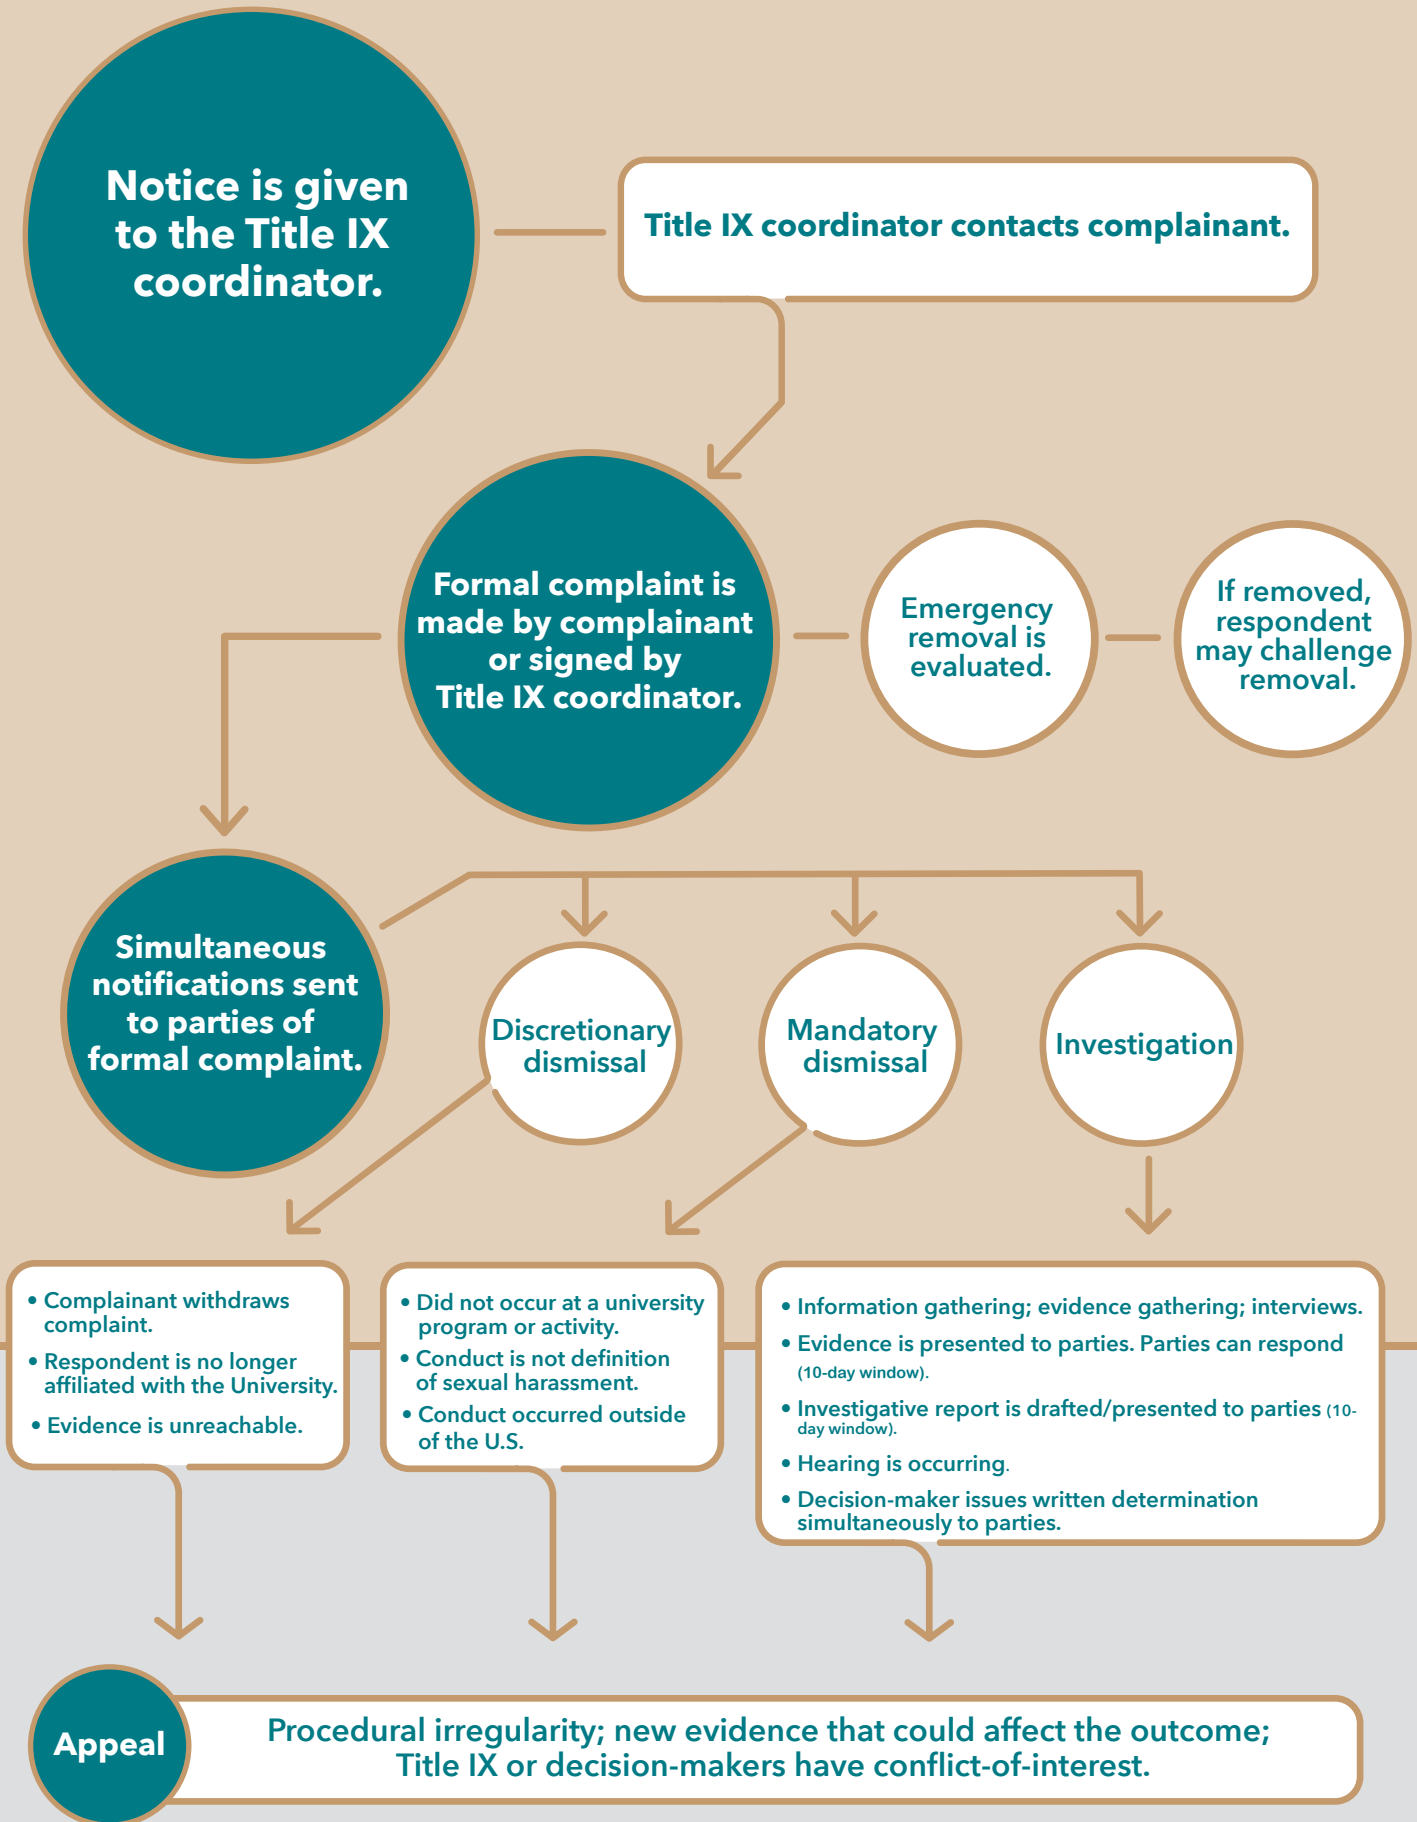 Notice is given
to the Title IX
coordinator.
Title IX coordinator contacts complainant.
Formal complaint is
made by complainant
or signed by
Title IX coordinator.
Emergency
removal is
evaluated.
If removed,
respondent
may challenge
removal.
Simultaneous
notifications sent
to parties of
formal complaint.
Discretionary
dismissal
Mandatory
dismissal
Investigation
• Complainant withdraws
complaint.
• Respondent is no longer
affiliated with the University.
• Evidence is unreachable.
• Did not occur at a university
program or activity.
• Conduct is not definition
of sexual harassment.
• Conduct occurred outside
of the U.S.
• Information gathering; evidence gathering; interviews.
• Evidence is presented to parties. Parties can respond
(10-day window).
• Investigative report is drafted/presented to parties (10-
day window).
• Hearing is occurring.
• Decision-maker issues written determination
simultaneously to parties.
Appeal
Procedural irregularity; new evidence that could affect the outcome;
Title IX or decision-makers have conflict-of-interest.